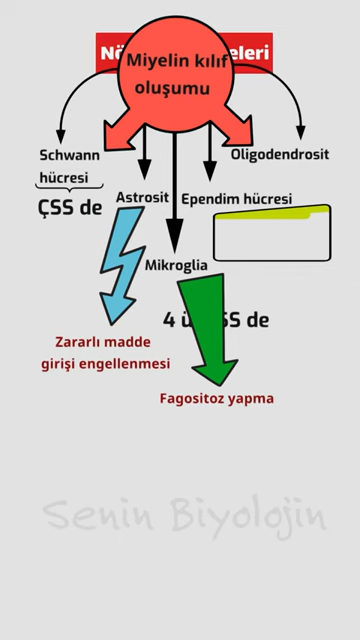 Nö eleri
Miyelin kılıf
oluşumu
Schwann
hücresi
Oligodendrosit
ÇSS de
Astrosit
Ependim hücresi
Mikroglia
4 ü SS de
Zararlı madde
girişi engellenmesi
Fagositoz yapma
Senin Biyolojin